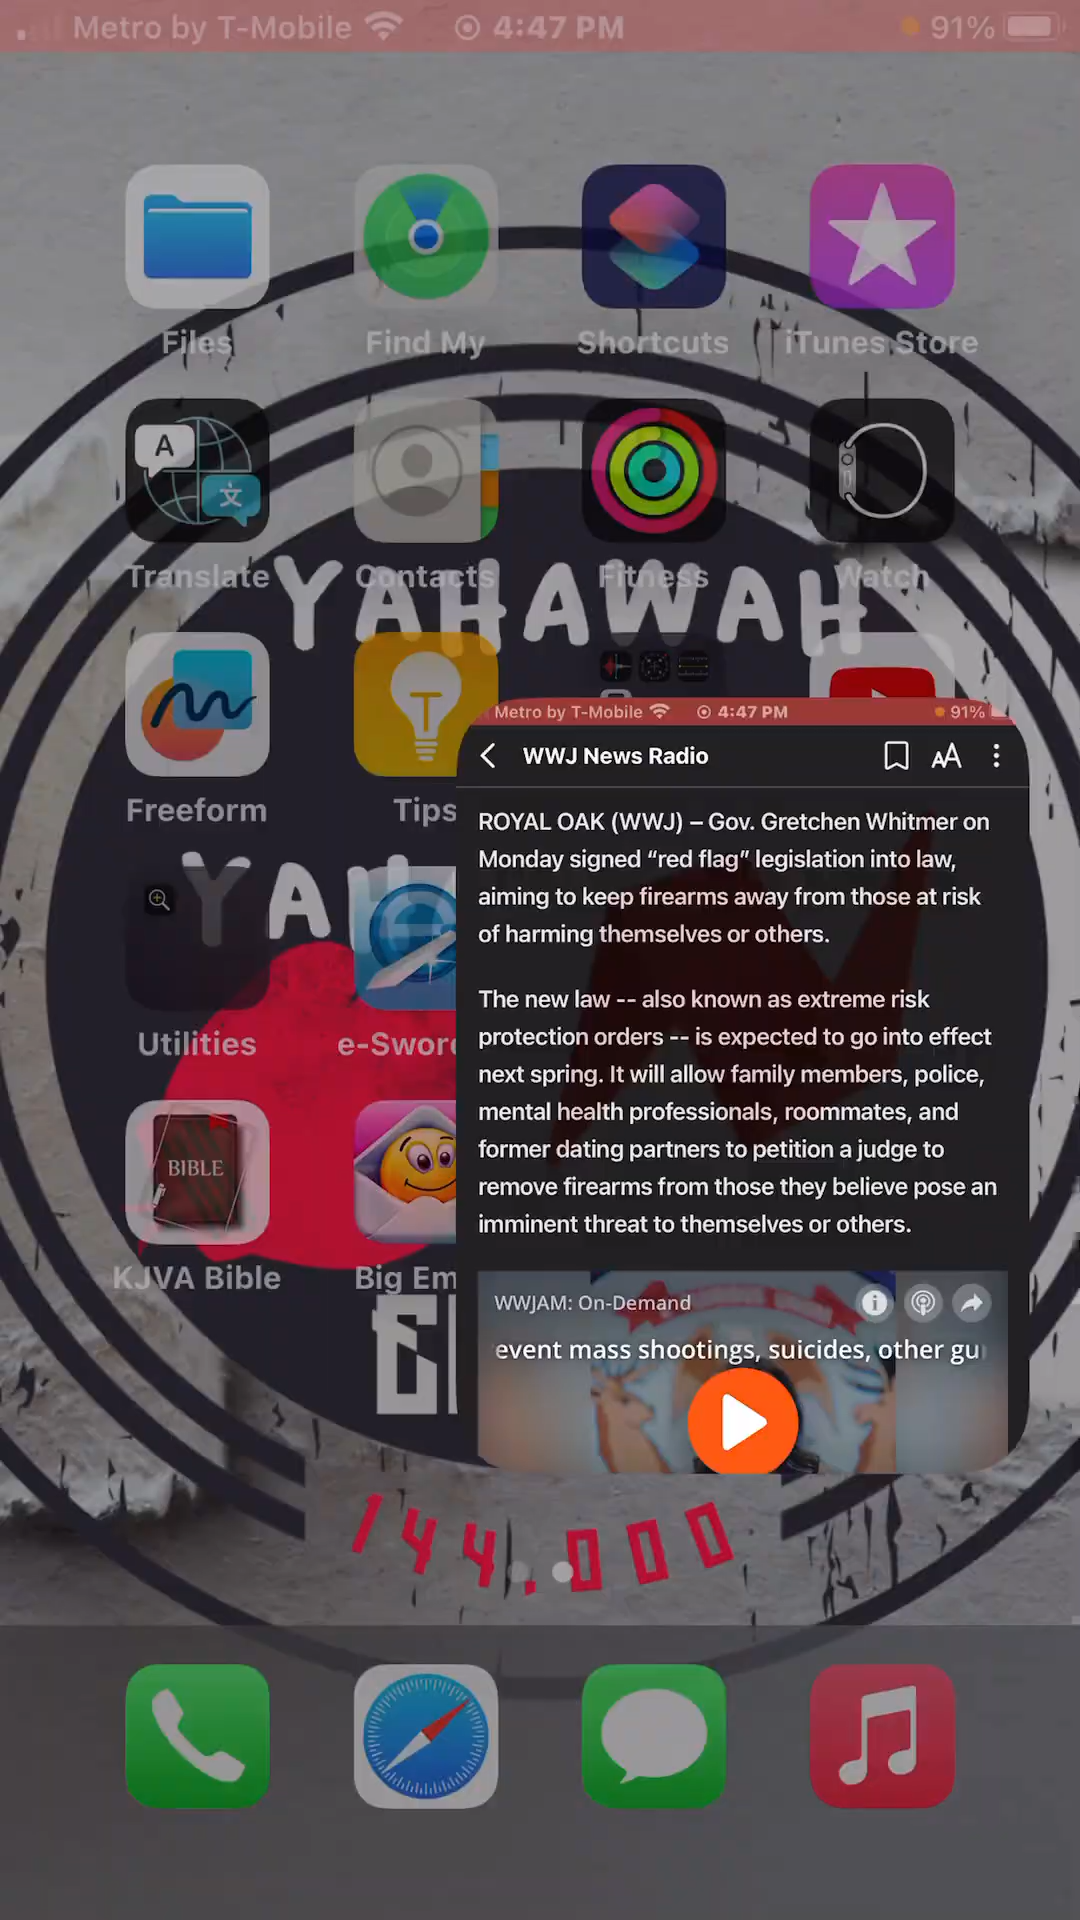 Metro by T-Mobile 4:47 PM 91%
Files Find My Shortcuts iTunes Store
A 文
Translate Contacts Fitness Watch
YAHAWAH
Freeform Tips
Metro by T-Mobile 4:47 PM 91%
WWJ News Radio AA
ROYAL OAK (WWJ) – Gov. Gretchen Whitmer on
Monday signed “red flag” legislation into law,
aiming to keep firearms away from those at risk
of harming themselves or others.
The new law -- also known as extreme risk
protection orders -- is expected to go into effect
next spring. It will allow family members, police,
mental health professionals, roommates, and
former dating partners to petition a judge to
remove firearms from those they believe pose an
imminent threat to themselves or others.
WWJAM: On-Demand
event mass shootings, suicides, other gu
YA
Utilities e-Swor
BIBLE
KJVA Bible Big Em
144.000